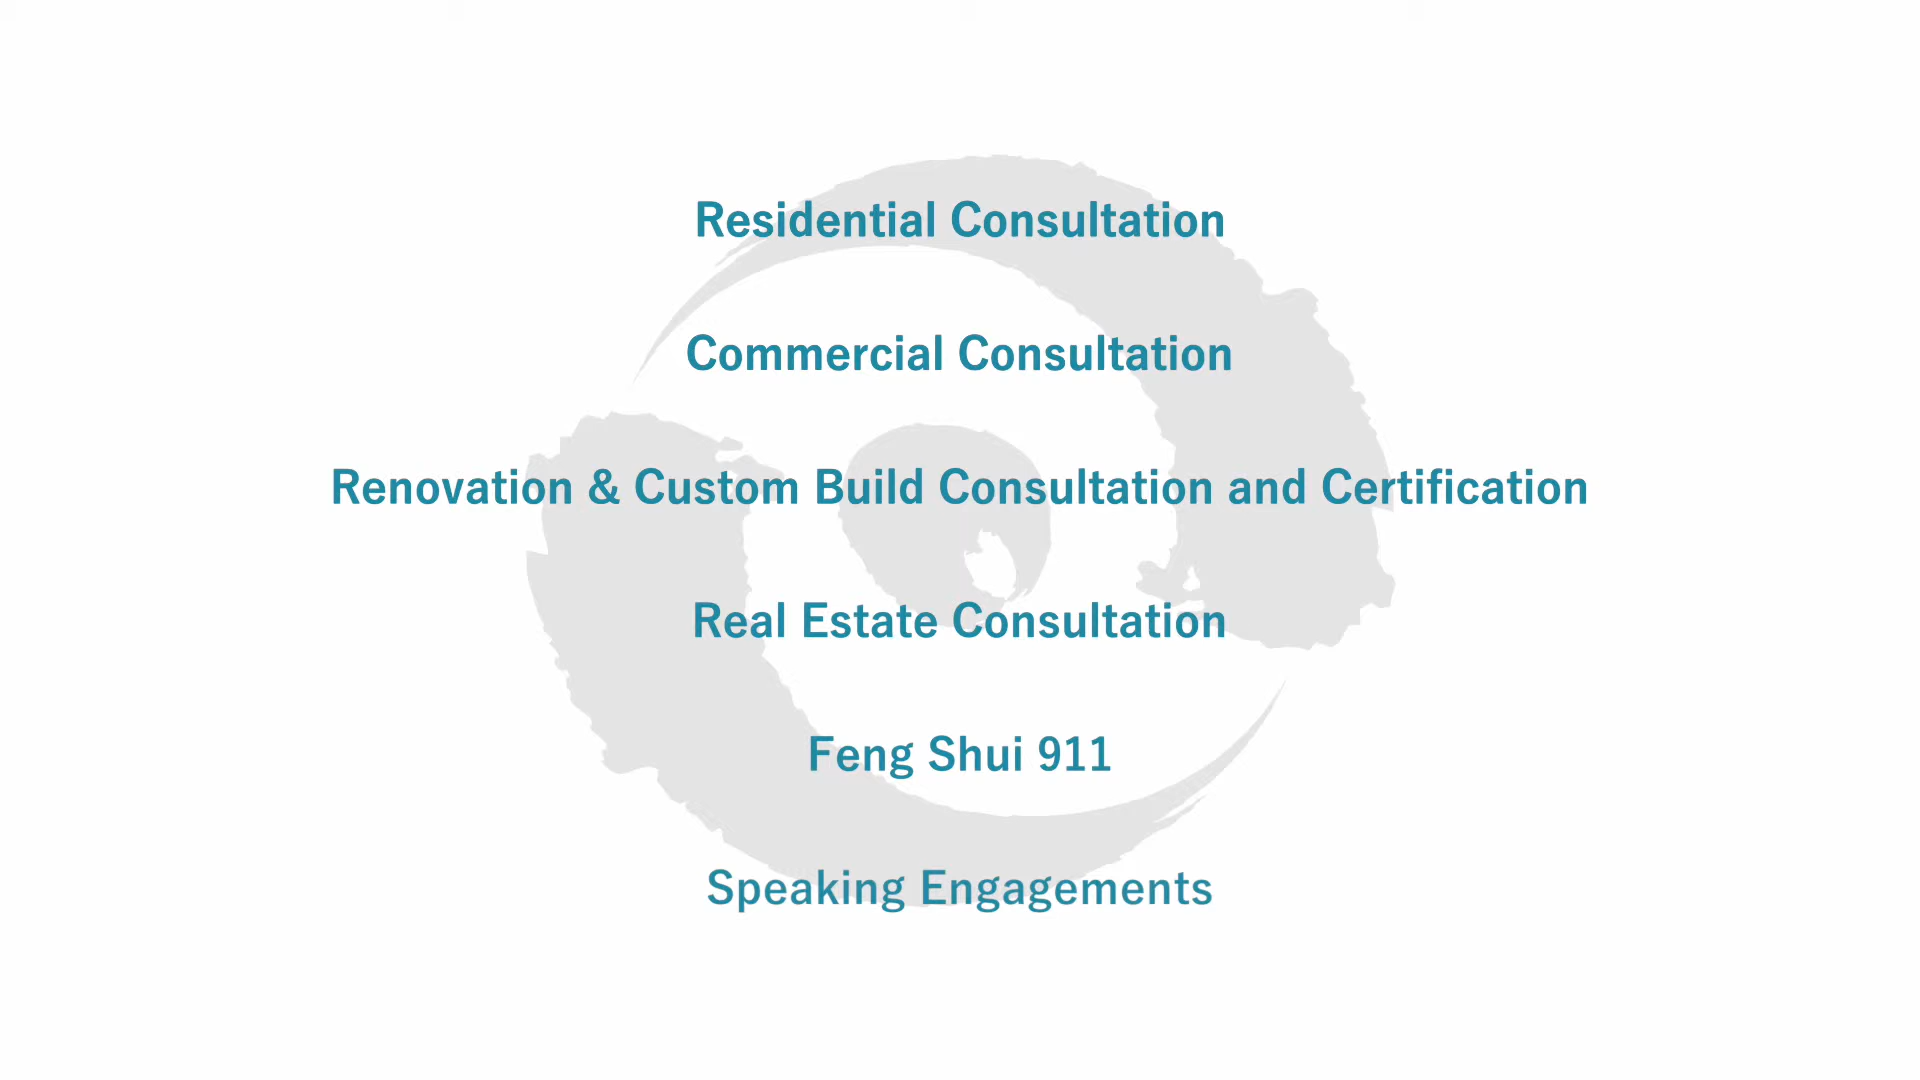 Residential Consultation
Commercial Consultation
Renovation & Custom Build Consultation and Certification
Real Estate Consultation
Feng Shui 911
Speaking Engagements